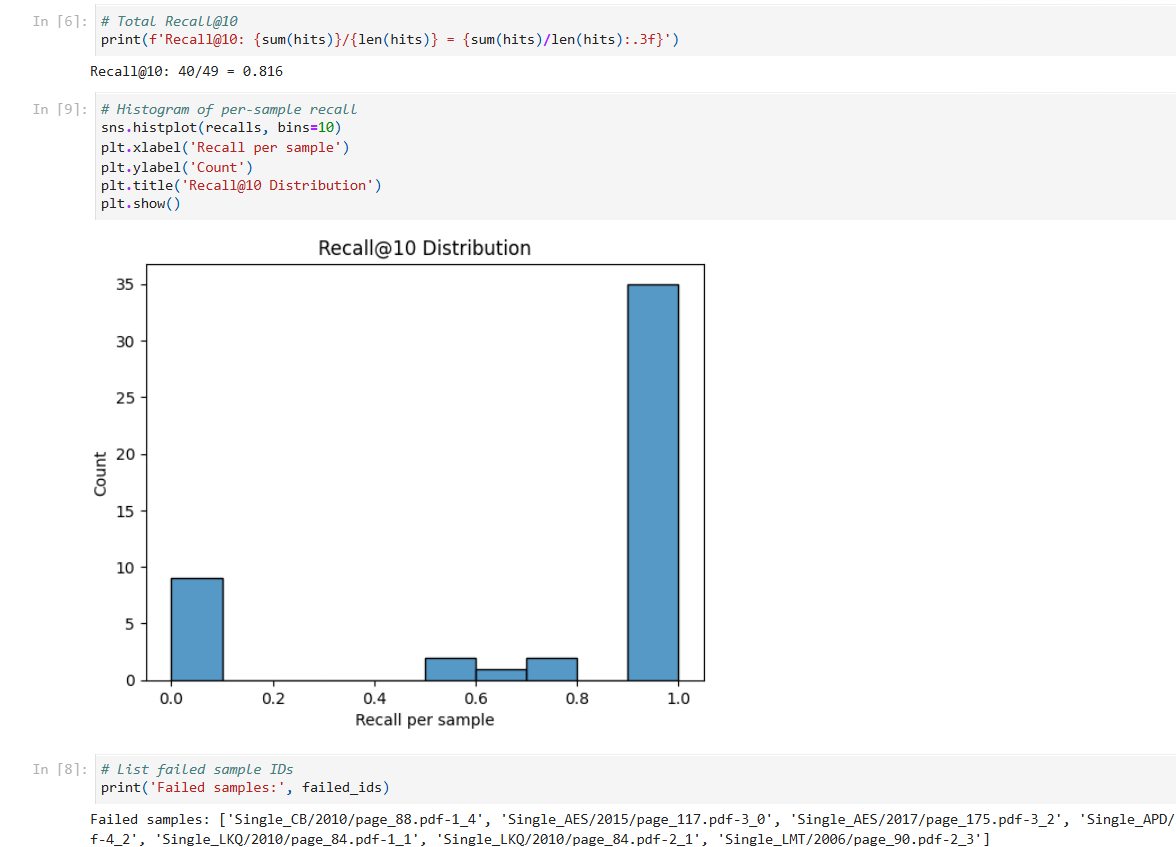 In [6]: # Total Recall@10
print(f'Recall@10: {sum(hits)}/{len(hits)} = {sum(hits)/len(hits):.3f}')
Recall@10: 40/49 = 0.816
In [9]: # Histogram of per-sample recall
sns.histplot(recalls, bins=10)
plt.xlabel('Recall per sample')
plt.ylabel('Count')
plt.title('Recall@10 Distribution')
plt.show()
Recall@10 Distribution
35
30
25
20
15
10
5
0
Count
0.0 0.2 0.4 0.6 0.8 1.0
Recall per sample
In [8]: # List failed sample IDs
print('Failed samples:', failed_ids)
Failed samples: ['Single_CB/2010/page_88.pdf-1_4', 'Single_AES/2015/page_117.pdf-3_0', 'Single_AES/2017/page_175.pdf-3_2', 'Single_APD/
f-4_2', 'Single_LKQ/2010/page_84.pdf-1_1', 'Single_LKQ/2010/page_84.pdf-2_1', 'Single_LMT/2006/page_90.pdf-2_3']